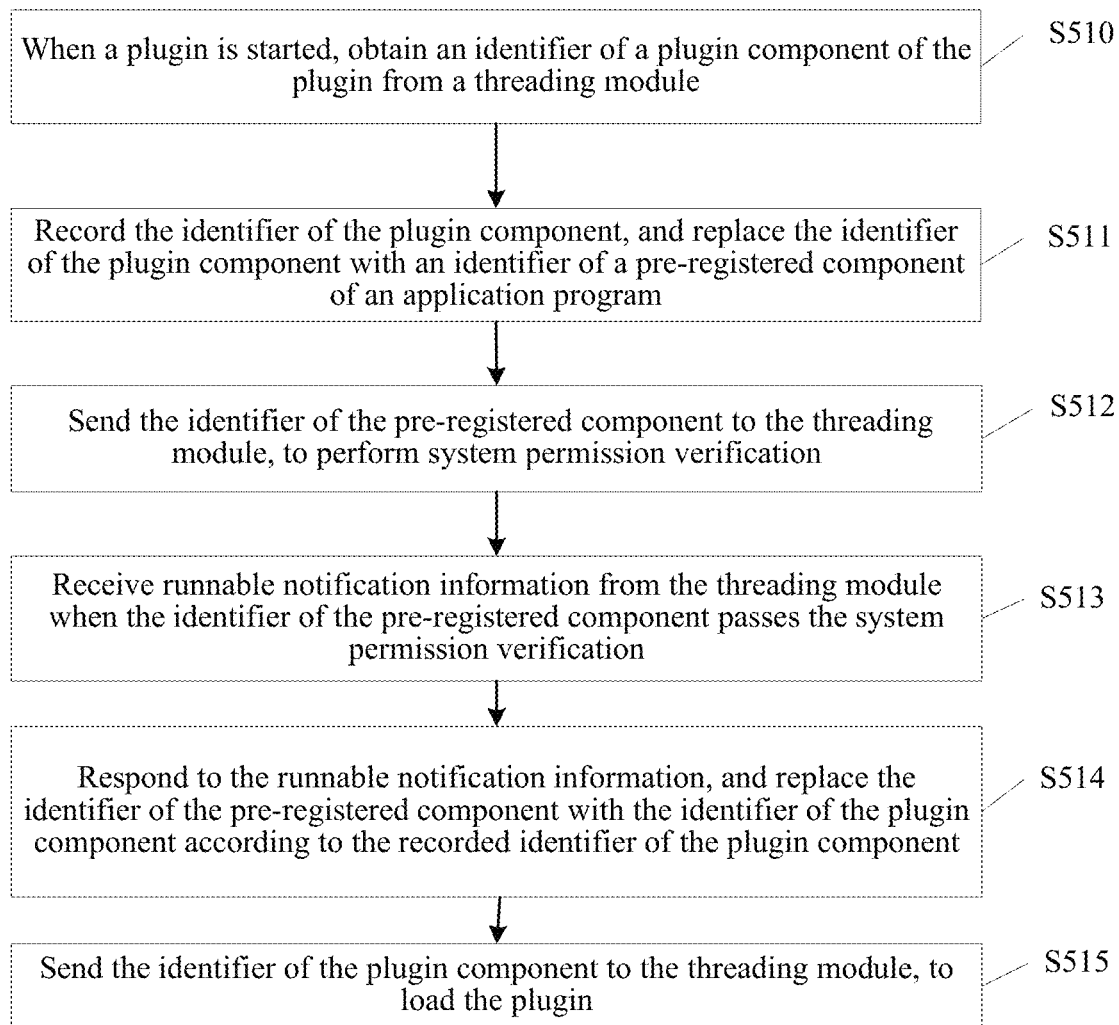 When a plugin is started, obtain an identifier of a plugin component of the
plugin from a threading module
S510
Record the identifier of the plugin component, and replace the identifier
of the plugin component with an identifier of a pre-registered component
of an application program
S511
Send the identifier of the pre-registered component to the threading
module, to perform system permission verification
S512
Receive runnable notification information from the threading module
when the identifier of the pre-registered component passes the system
permission verification
S513
Respond to the runnable notification information, and replace the
identifier of the pre-registered component with the identifier of the plugin
component according to the recorded identifier of the plugin component
S514
Send the identifier of the plugin component to the threading module, to
load the plugin
S515